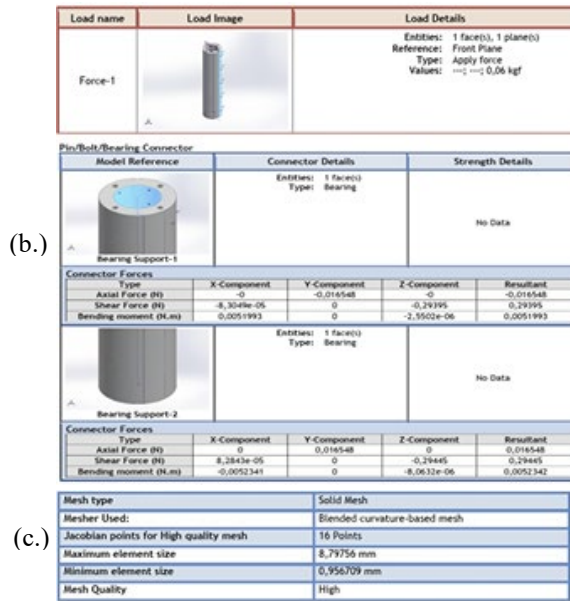 Load name Load Image Load Details
Force-1
Entities: 1 face(s), 1 plane(s)
Reference: Front Plane
Type: Apply force
Values: ---; ---; 0,06 kgf
Pin/Bolt/Bearing Connector
Model Reference Connector Details Strength Details
Entities: 1 face(s)
Type: Bearing
No Data
(b.)
Bearing Support-1
Connector Forces
Type X-Component Y-Component Z-Component Resultant
Axial Force (N) -0 -0,016548 -0 -0,016548
Shear Force (N) -8,3049e-05 0 -0,29395 0,29395
Bending moment (N.m) 0,0051993 0 -2,5502e-06 0,0051993
Entities: 1 face(s)
Type: Bearing
No Data
Bearing Support-2
Connector Forces
Type X-Component Y-Component Z-Component Resultant
Axial Force (N) 0 0,016548 0 0,016548
Shear Force (N) 8,2843e-05 0 -0,29445 0,29445
Bending moment (N.m) -0,0052341 0 -8,0632e-06 0,0052342
Mesh type Solid Mesh
Mesher Used: Blended curvature-based mesh
(c.)
Jacobian points for High quality mesh 16 Points
Maximum element size 8,79756 mm
Minimum element size 0,956709 mm
Mesh Quality High